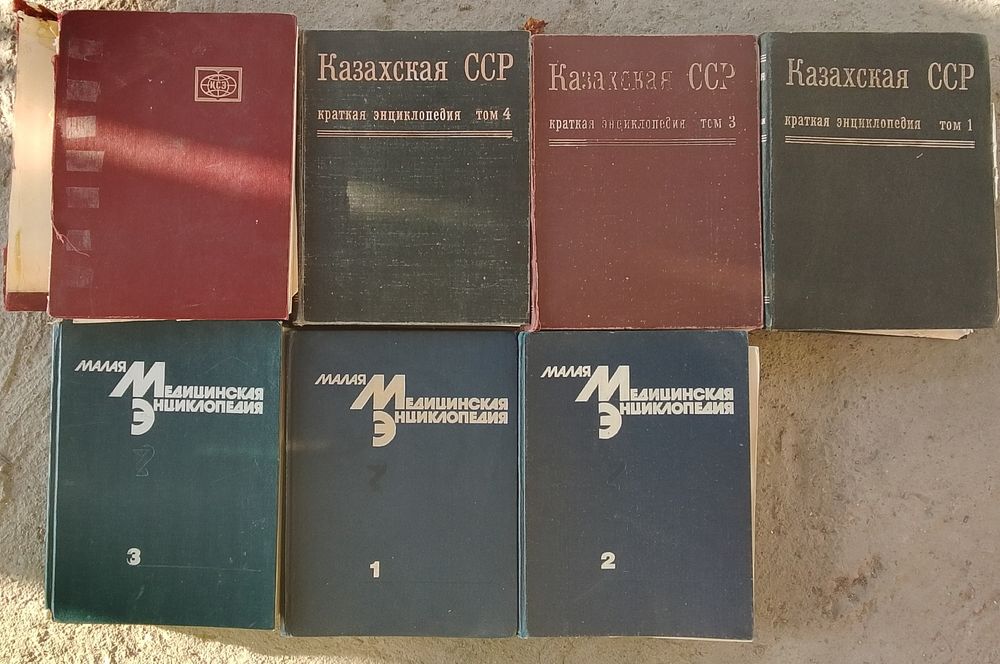 КСЭ
Казахская ССР
краткая энциклопедия том 4
Казахская ССР
краткая энциклопедия том 3
Казахская ССР
краткая энциклопедия том 1
МАЛАЯ
МЕДИЦИНСКАЯ
ЭНЦИКЛОПЕДИЯ
3
МАЛАЯ
МЕДИЦИНСКАЯ
ЭНЦИКЛОПЕДИЯ
1
МАЛАЯ
МЕДИЦИНСКАЯ
ЭНЦИКЛОПЕДИЯ
2